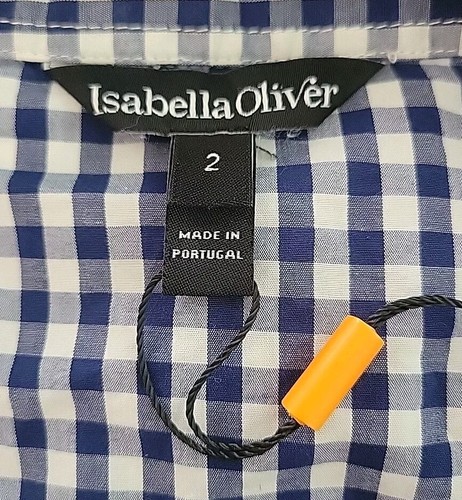 Isabella Oliver
2
MADE IN
PORTUGAL